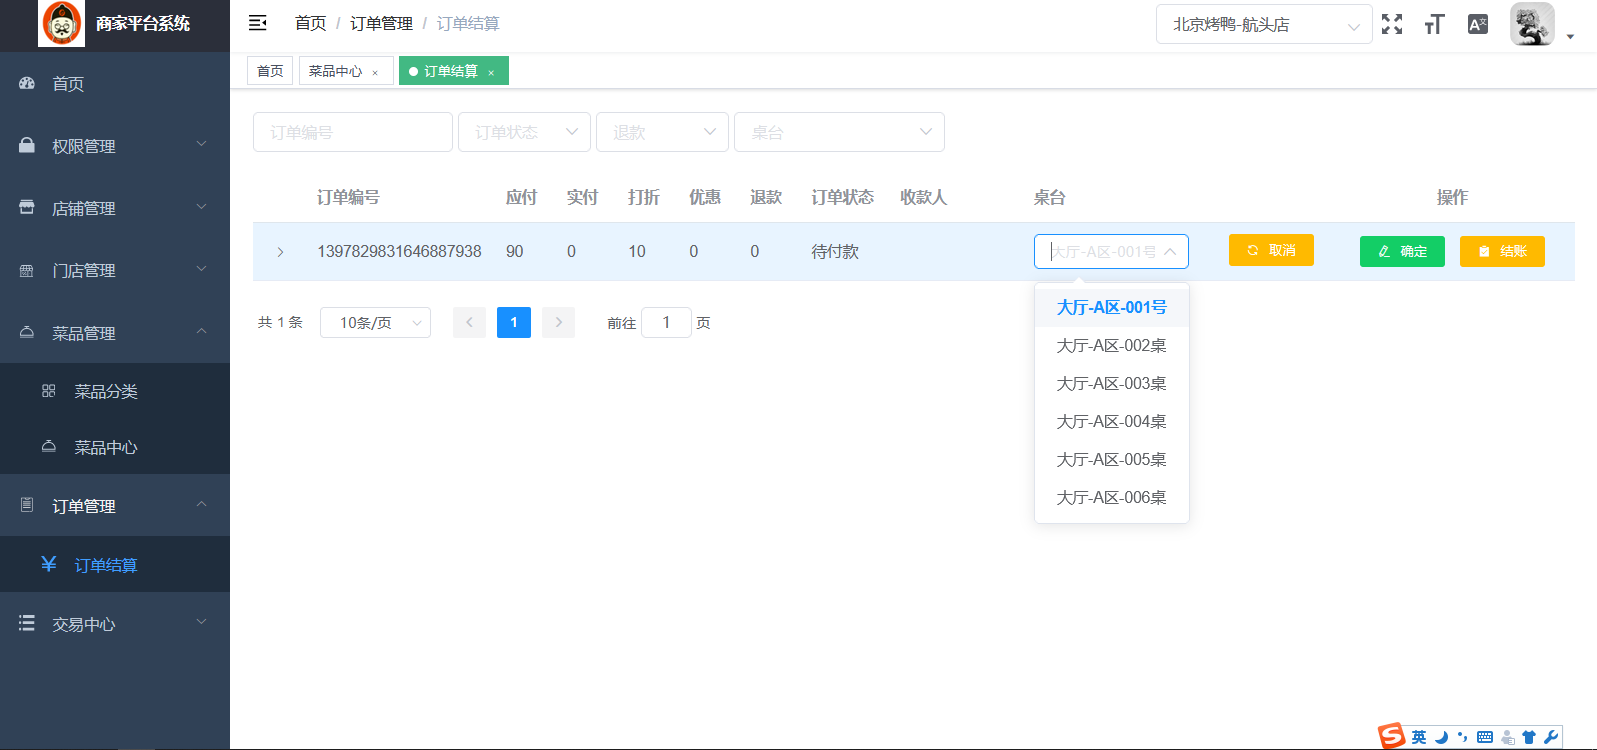 商家平台系统
首页 / 订单管理 / 订单结算
北京烤鸭-航头店
首页
菜品中心 ×
订单结算 ×
首页
权限管理
店铺管理
门店管理
菜品管理
菜品分类
菜品中心
订单管理
¥ 订单结算
交易中心
订单编号 订单状态 退款 桌台
订单编号 应付 实付 打折 优惠 退款 订单状态 收款人 桌台 操作
1397829831646887938 90 0 10 0 0 待付款 大厅-A区-001号 取消 确定 结账
大厅-A区-001号
大厅-A区-002桌
大厅-A区-003桌
大厅-A区-004桌
大厅-A区-005桌
大厅-A区-006桌
共 1 条 10条/页 1 前往 1 页
英